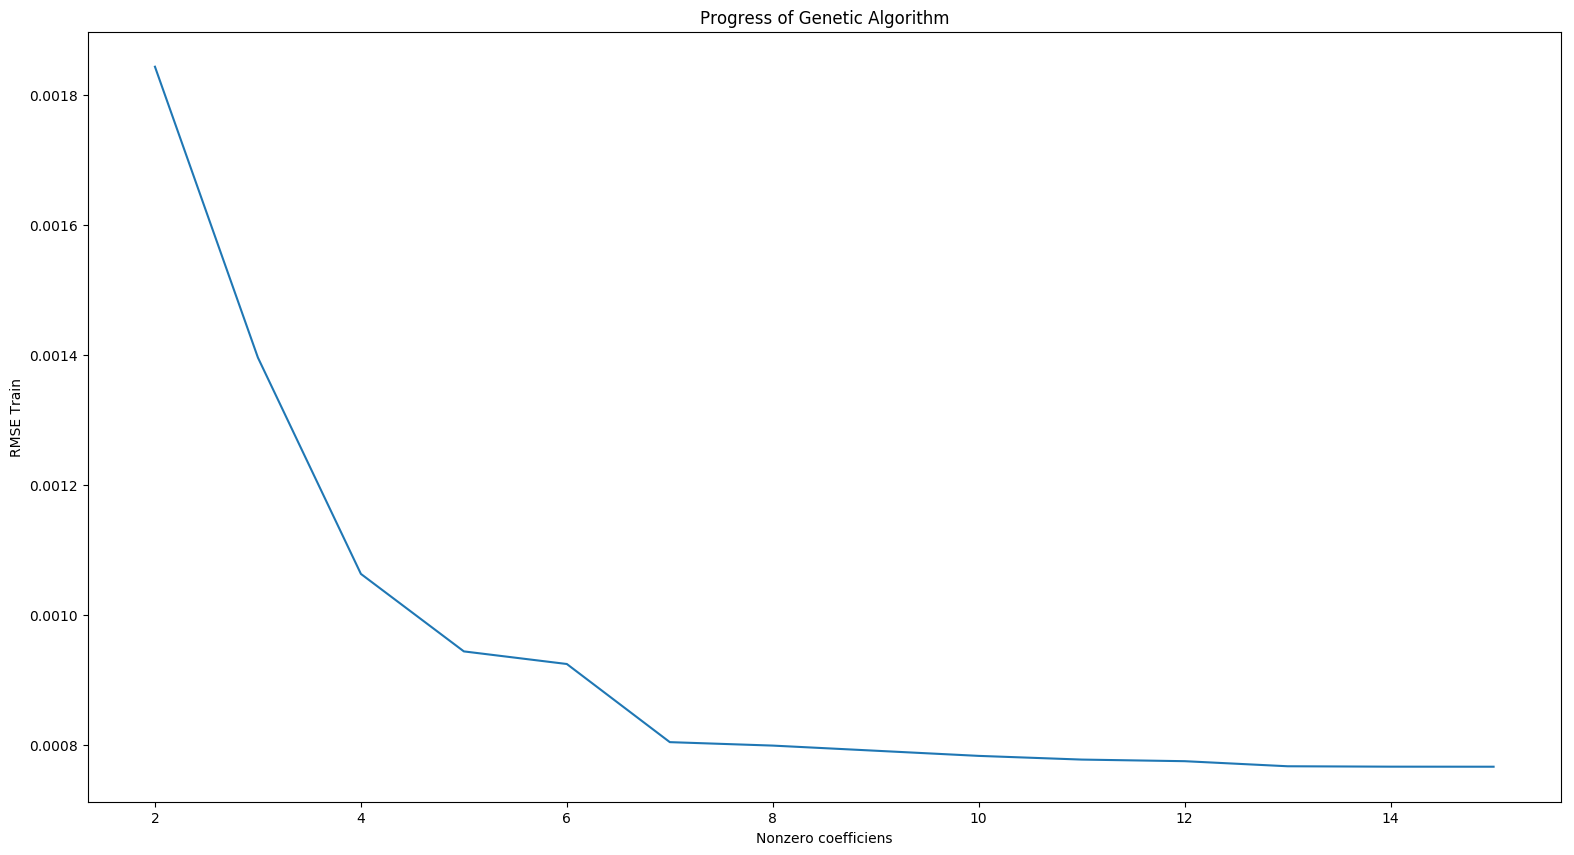 Progress of Genetic Algorithm
RMSE Train
0.0018
0.0016
0.0014
0.0012
0.0010
0.0008
2 4 6 8 10 12 14
Nonzero coefficiens